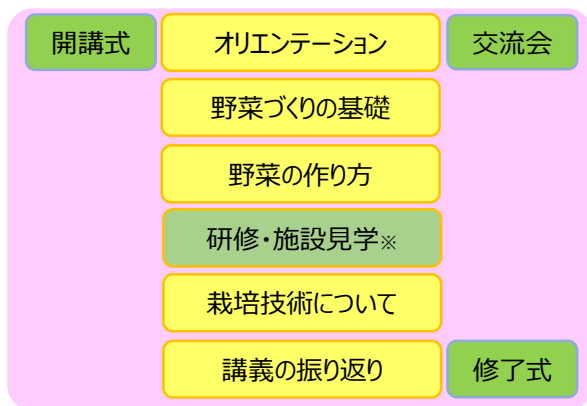 開講式 オリエンテーション 交流会
野菜づくりの基礎
野菜の作り方
研修・施設見学※
栽培技術について
講義の振り返り 修了式